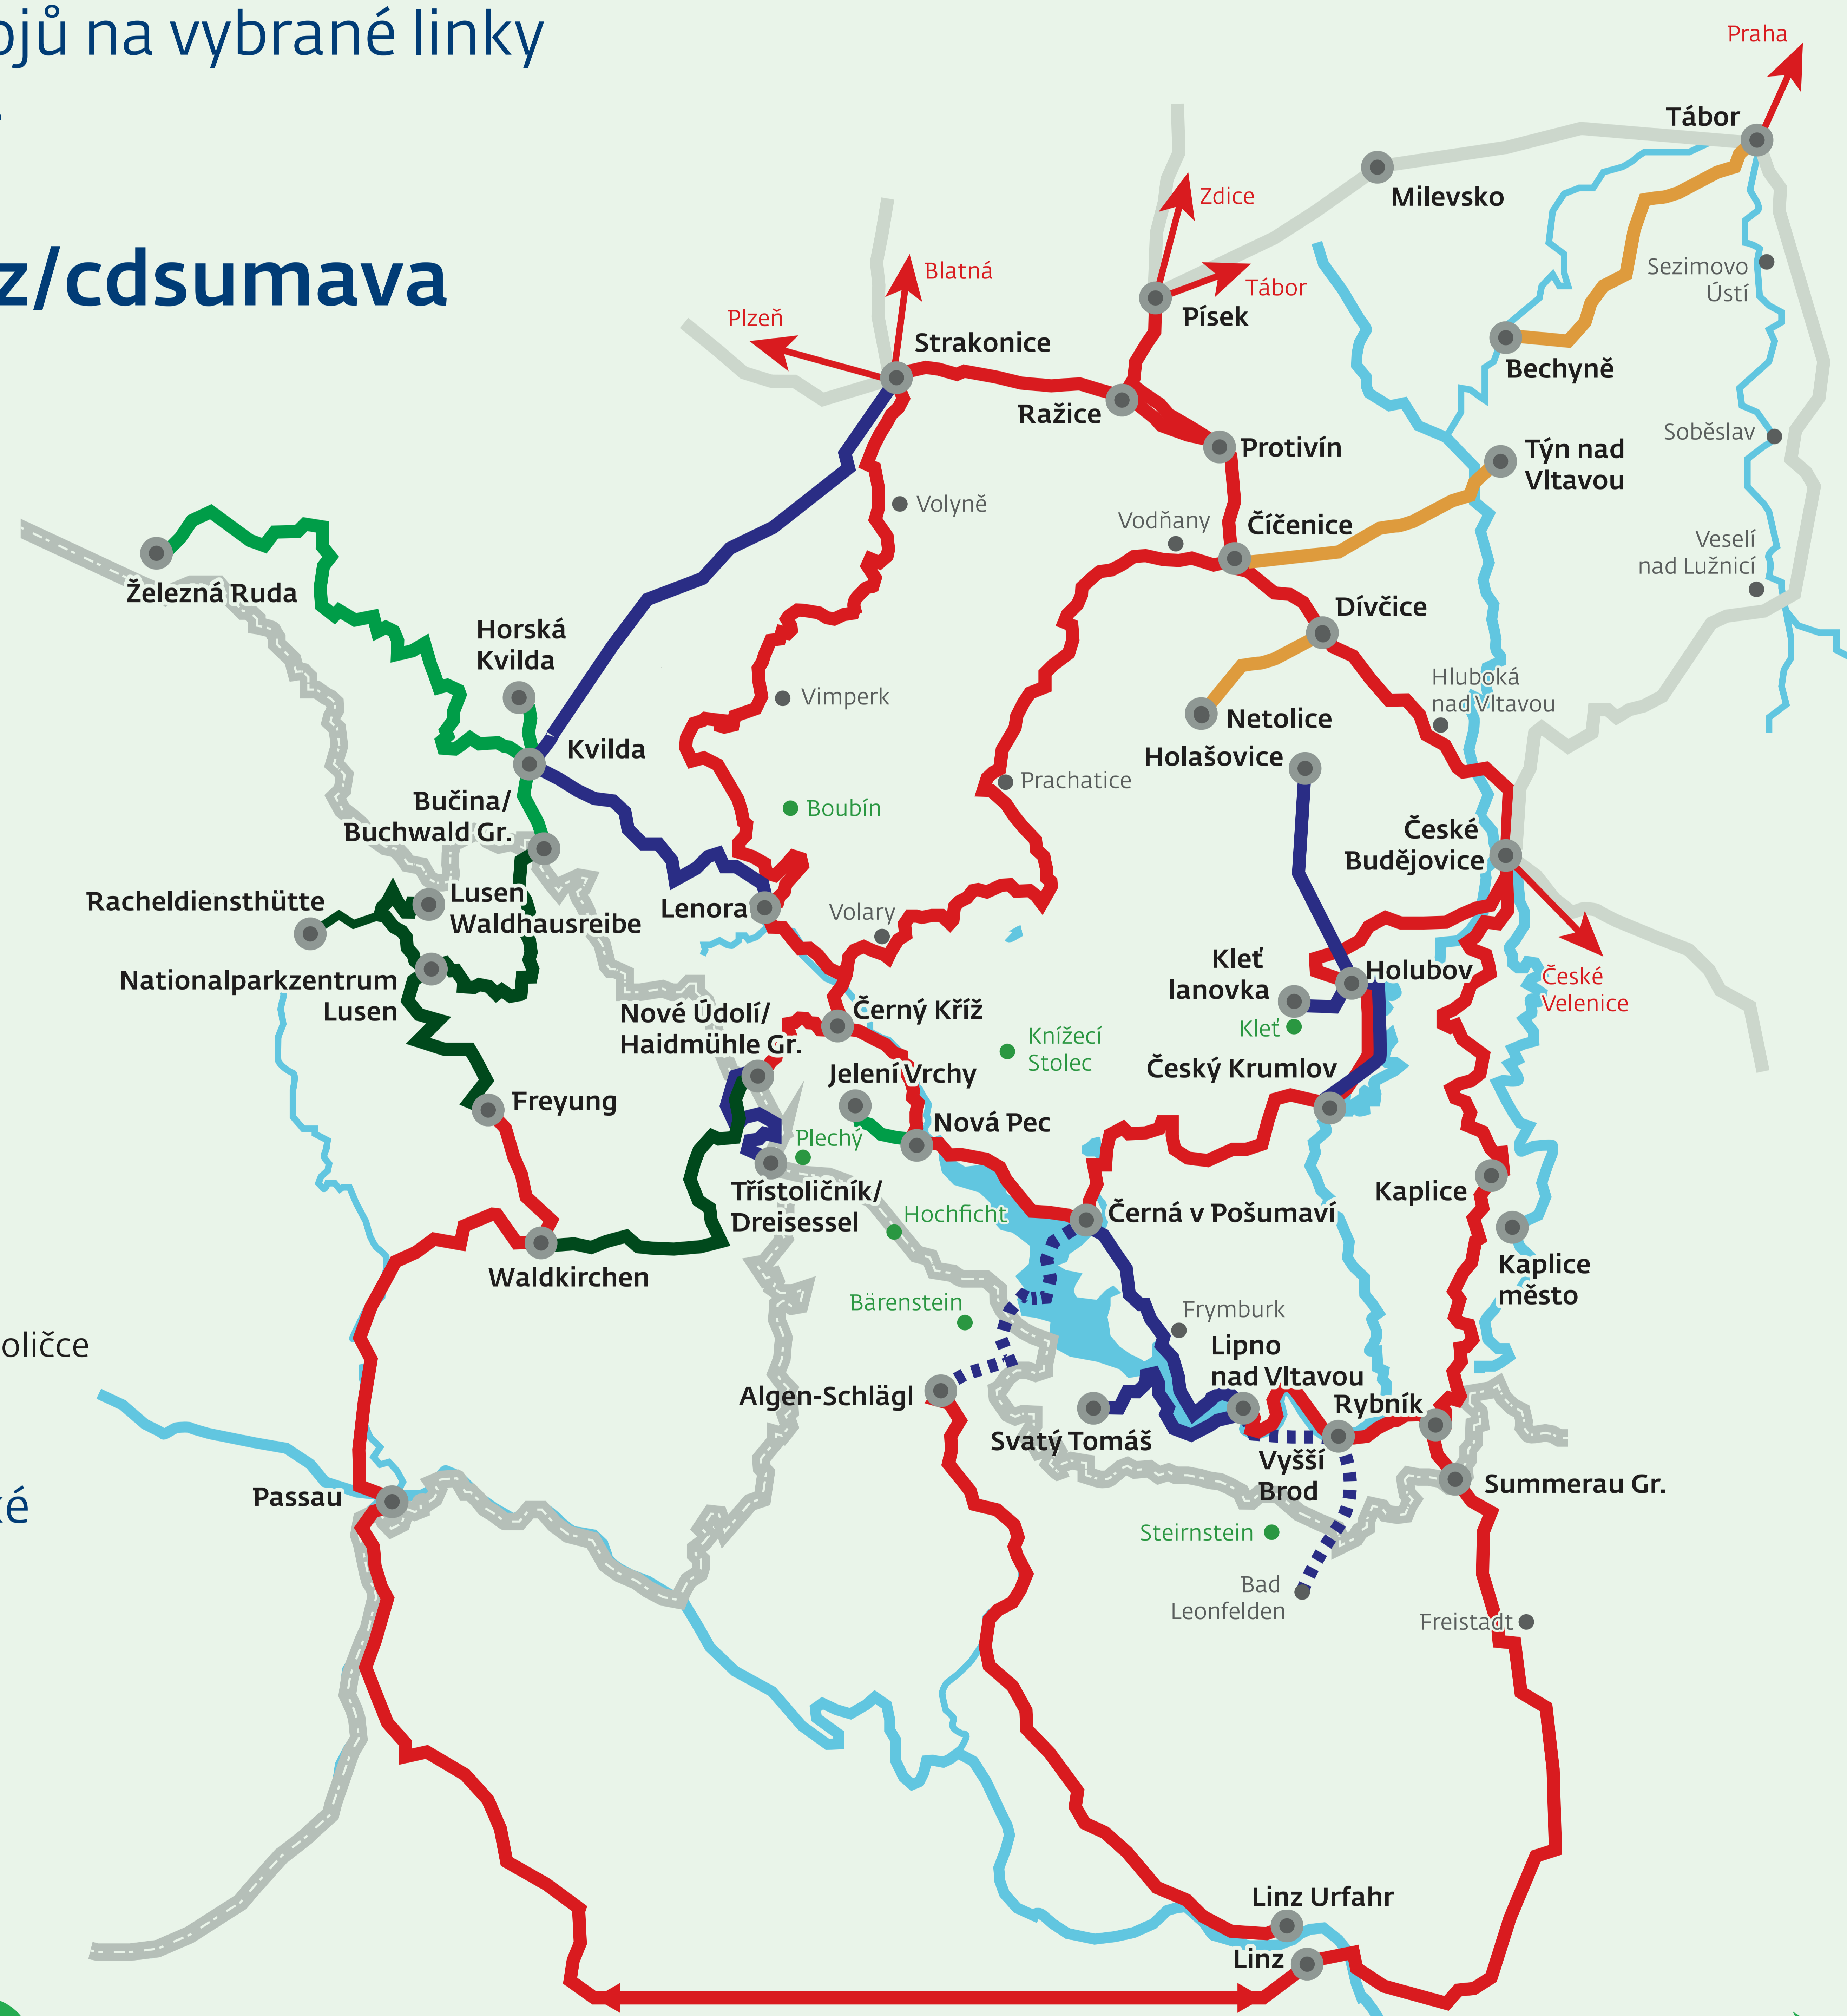 ojů na vybrané linky
z/cdsumava
Praha
Tábor
Milevsko
Zdice
Tábor
Písek
Blatná
Plzeň
Strakonice
Sezimovo
Ústí
Bechyně
Ražice
Protivín
Soběslav
Týn nad
Vltavou
Volyně
Vodňany
Číčenice
Veselí
nad Lužnicí
Železná Ruda
Dívčice
Horská
Kvilda
Hluboká
nad Vltavou
Vimperk
Netolice
Kvilda
Holašovice
Prachatice
Bučina/
Buchwald Gr.
Boubín
České
Budějovice
Racheldiensthütte
Lusen
Waldhausreibe
Lenora
Volary
Kleť
lanovka
Holubov
České
Velenice
Nationalparkzentrum
Lusen
Nové Údolí/
Haidmühle Gr.
Černý Kříž
Kleť
Knížecí
Stolec
Jelení Vrchy
Český Krumlov
Freyung
Nová Pec
Plechý
Třístoličník/
Dreisessel
Kaplice
Hochficht
Černá v Pošumaví
Waldkirchen
Kaplice
město
Bärenstein
Frymburk
oličce
Lipno
nad Vltavou
Algen-Schlägl
Rybník
Svatý Tomáš
Vyšší
Brod
Summerau Gr.
Passau
ké
Steirnstein
Bad
Leonfelden
Freistadt
Linz Urfahr
Linz